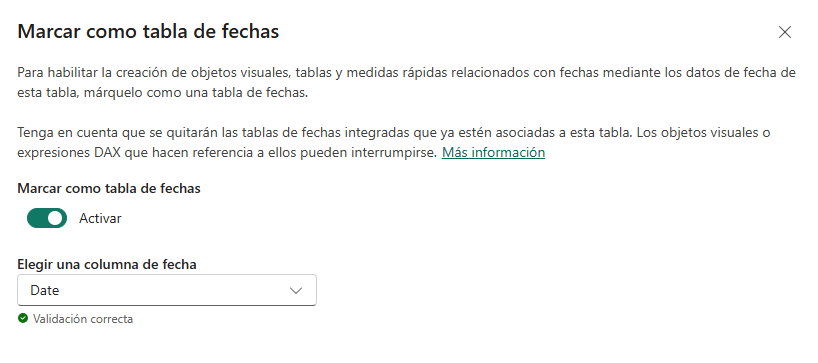 Marcar como tabla de fechas
Para habilitar la creación de objetos visuales, tablas y medidas rápidas relacionados con fechas mediante los datos de fecha de
esta tabla, márquelo como una tabla de fechas.
Tenga en cuenta que se quitarán las tablas de fechas integradas que ya estén asociadas a esta tabla. Los objetos visuales o
expresiones DAX que hacen referencia a ellos pueden interrumpirse. Más información
Marcar como tabla de fechas
Activar
Elegir una columna de fecha
Date
Validación correcta